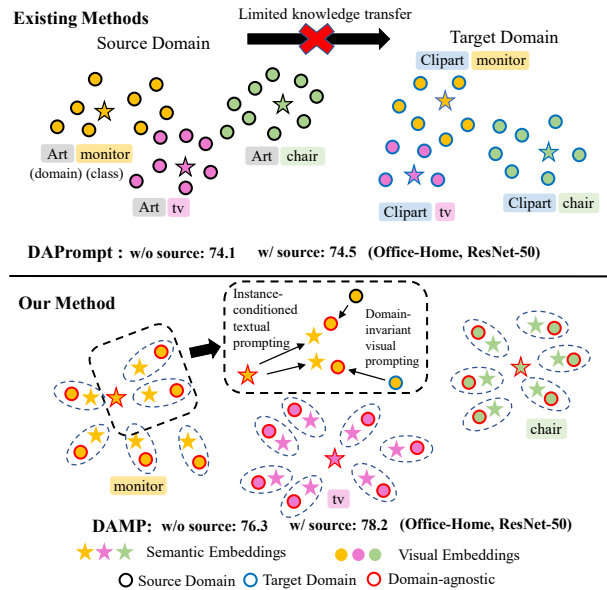 Existing Methods
Limited knowledge transfer
Source Domain
Target Domain
Clipart monitor
Art monitor
(domain) (class)
Art chair
Art tv
Clipart tv
Clipart chair
DAPrompt : w/o source: 74.1 w/ source: 74.5 (Office-Home, ResNet-50)
Our Method
Instance-
conditioned
textual
prompting
Domain-
invariant
visual
prompting
monitor
tv
chair
DAMP: w/o source: 76.3 w/ source: 78.2 (Office-Home, ResNet-50)
Semantic Embeddings Visual Embeddings
Source Domain Target Domain Domain-agnostic